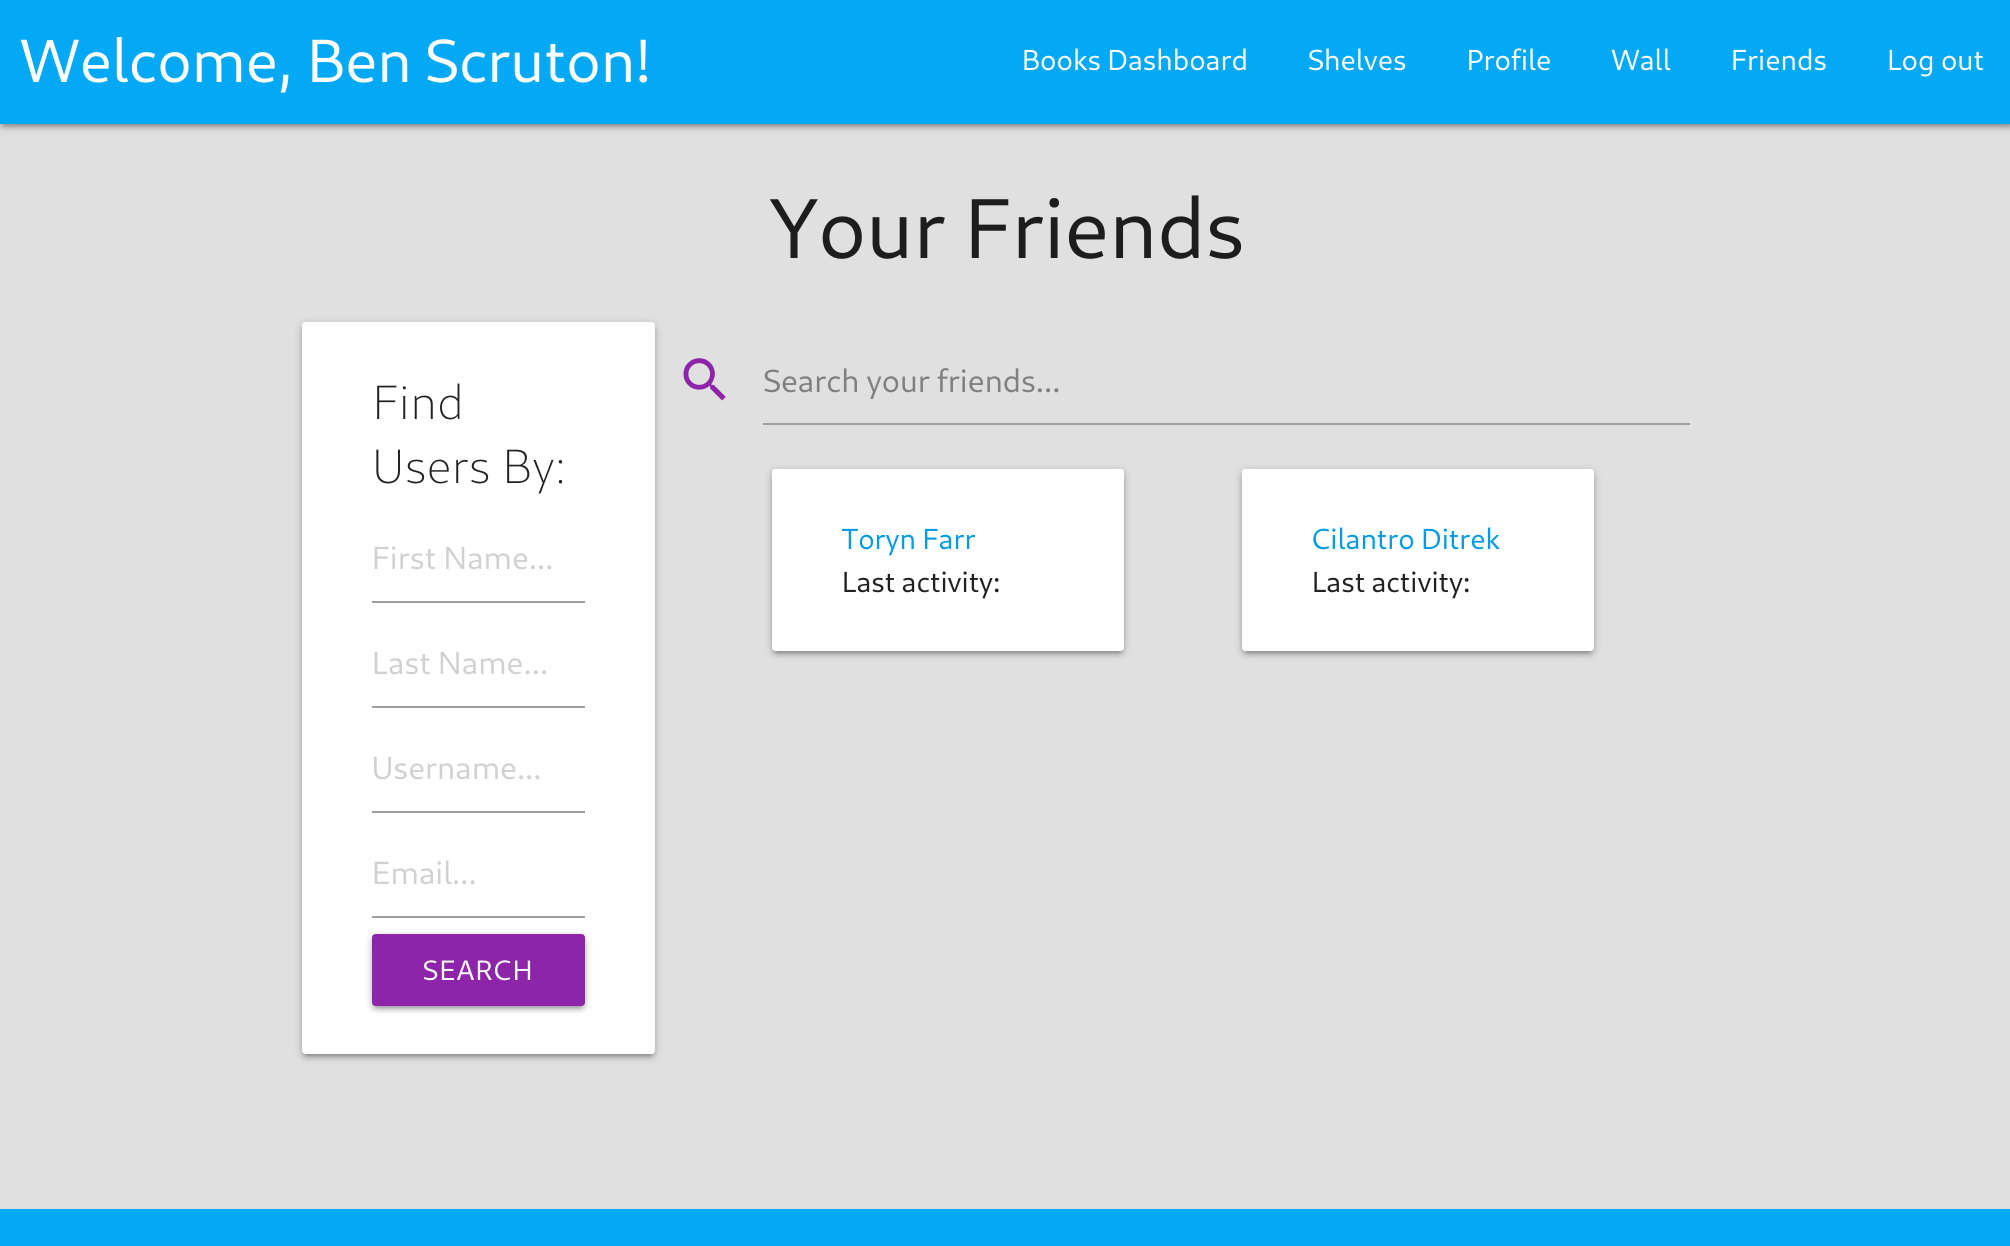 Welcome, Ben Scruton!
Books Dashboard
Shelves
Profile
Wall
Friends
Log out
Your Friends
Find
Users By:
First Name...
Last Name...
Username...
Email...
SEARCH
Search your friends...
Toryn Farr
Last activity:
Cilantro Ditrek
Last activity: